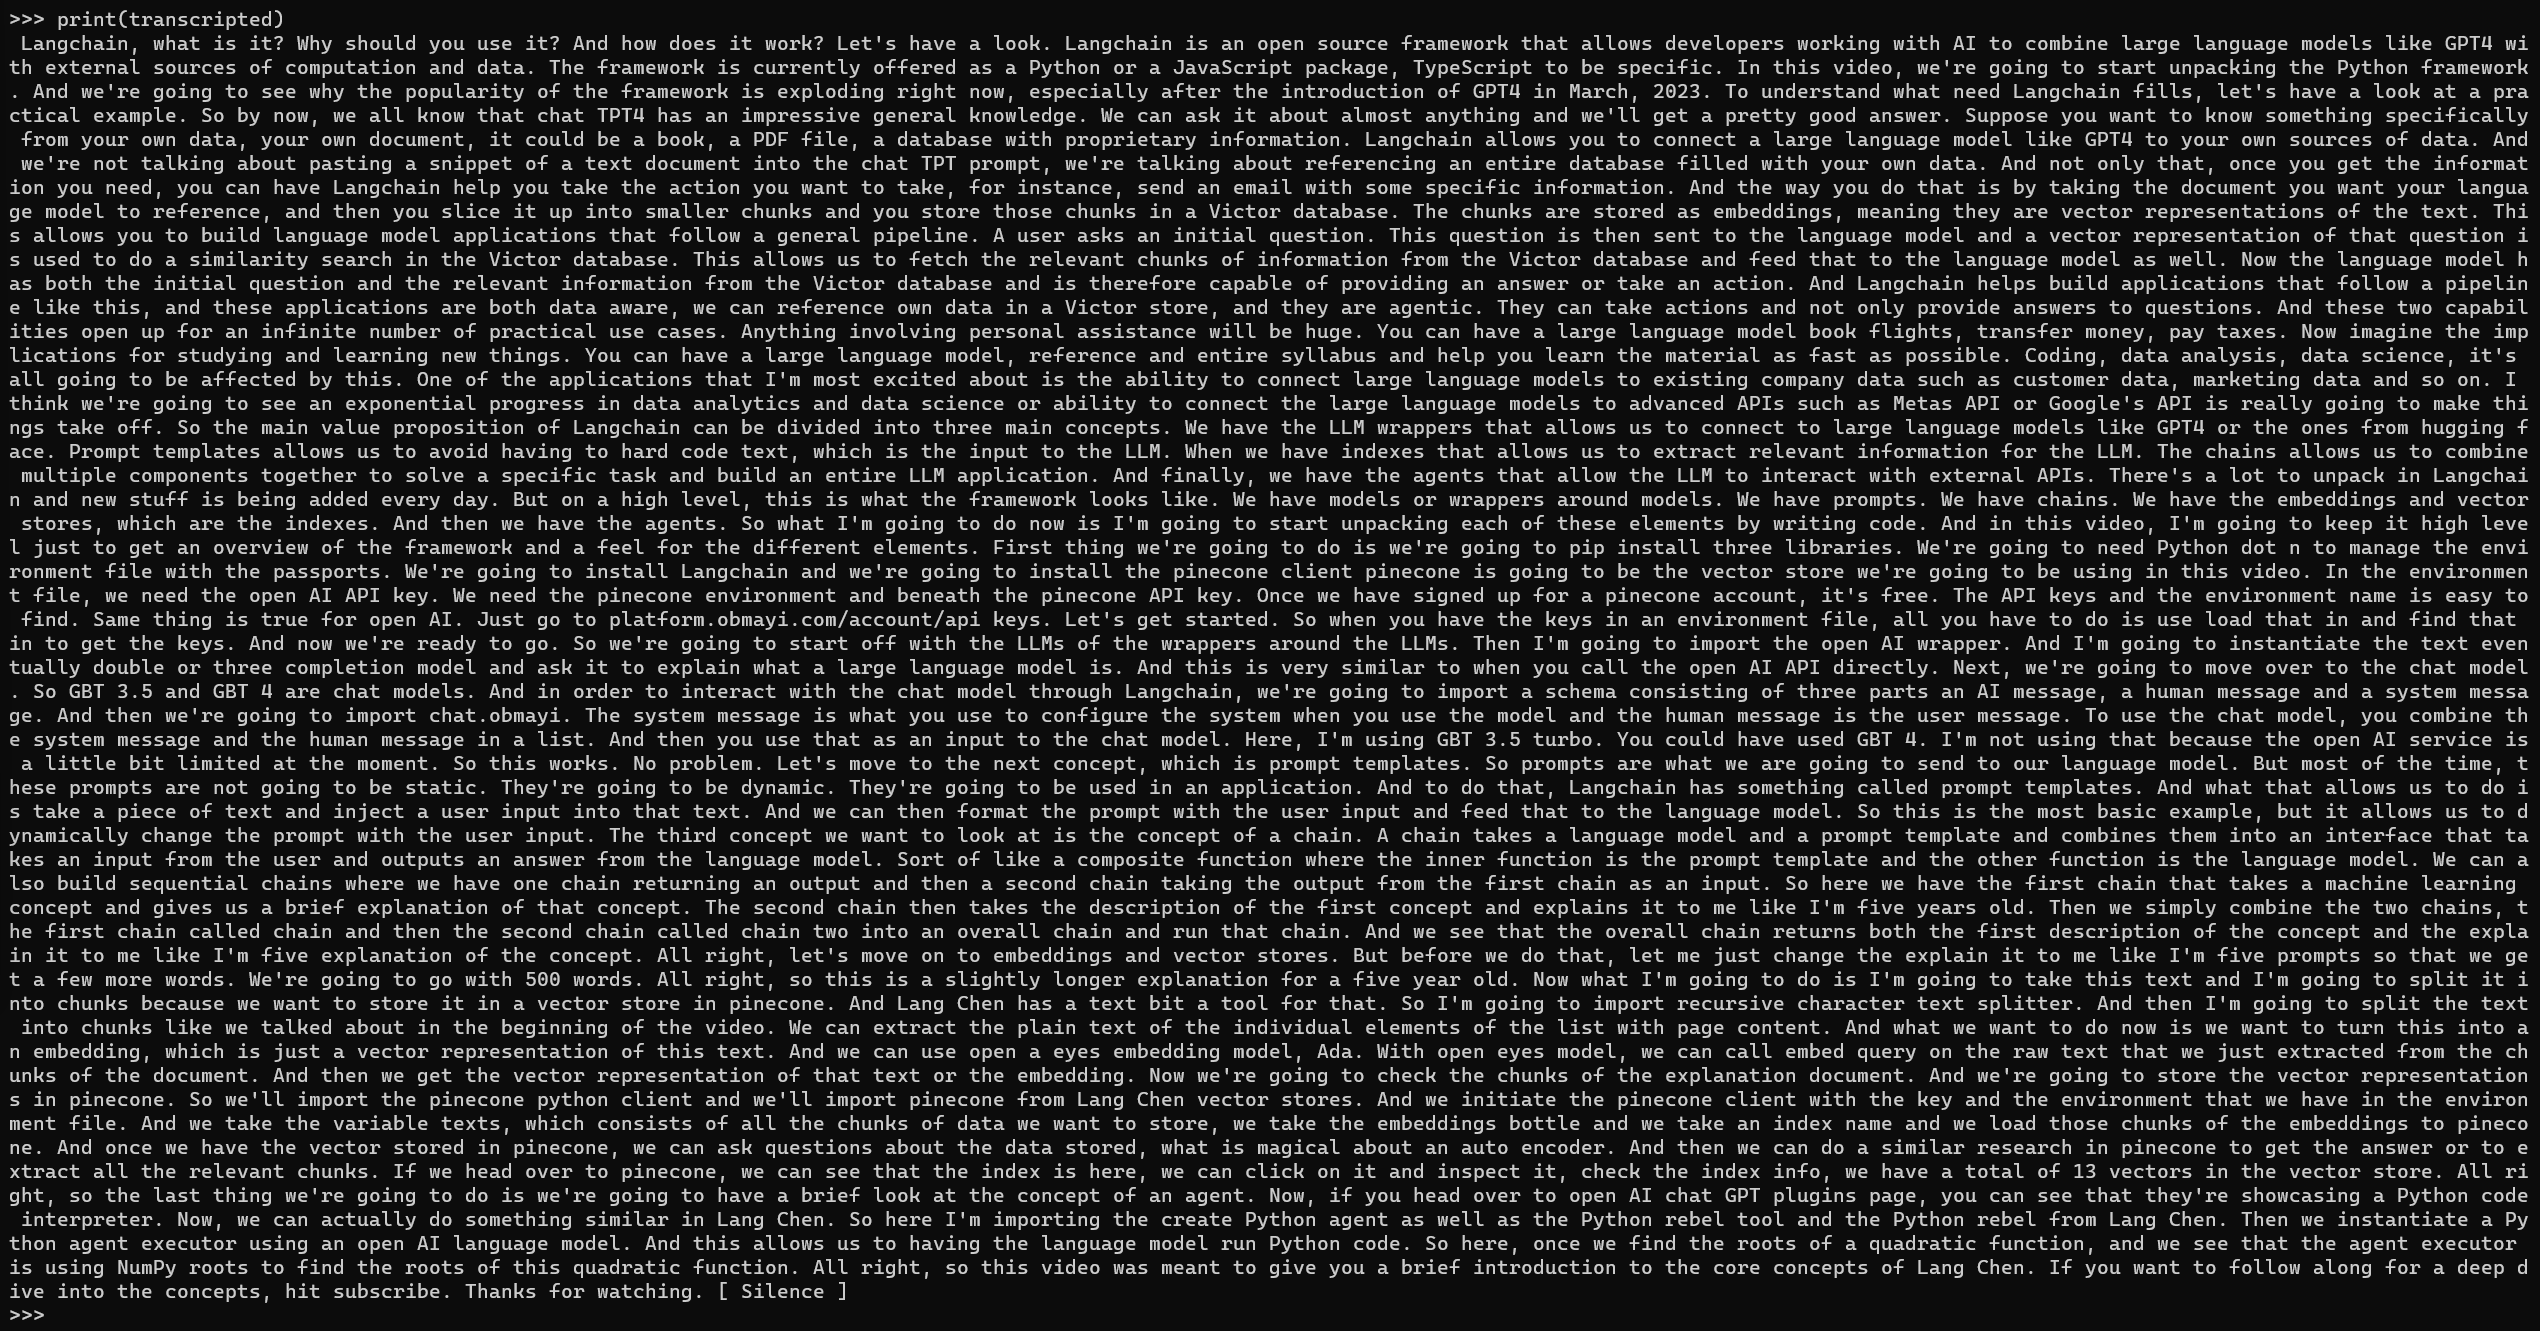 >>> print(transcripted)
 Langchain, what is it? Why should you use it? And how does it work? Let's have a look. Langchain is an open source framework that allows developers working with AI to combine large language models like GPT4 wi
th external sources of computation and data. The framework is currently offered as a Python or a JavaScript package, TypeScript to be specific. In this video, we're going to start unpacking the Python framework
. And we're going to see why the popularity of the framework is exploding right now, especially after the introduction of GPT4 in March, 2023. To understand what need Langchain fills, let's have a look at a pra
ctical example. So by now, we all know that chat TPT4 has an impressive general knowledge. We can ask it about almost anything and we'll get a pretty good answer. Suppose you want to know something specifically
 from your own data, your own document, it could be a book, a PDF file, a database with proprietary information. Langchain allows you to connect a large language model like GPT4 to your own sources of data. And
 we're not talking about pasting a snippet of a text document into the chat TPT prompt, we're talking about referencing an entire database filled with your own data. And not only that, once you get the informat
ion you need, you can have Langchain help you take the action you want to take, for instance, send an email with some specific information. And the way you do that is by taking the document you want your langua
ge model to reference, and then you slice it up into smaller chunks and you store those chunks in a Victor database. The chunks are stored as embeddings, meaning they are vector representations of the text. Thi
s allows you to build language model applications that follow a general pipeline. A user asks an initial question. This question is then sent to the language model and a vector representation of that question i
s used to do a similarity search in the Victor database. This allows us to fetch the relevant chunks of information from the Victor database and feed that to the language model as well. Now the language model h
as both the initial question and the relevant information from the Victor database and is therefore capable of providing an answer or take an action. And Langchain helps build applications that follow a pipelin
e like this, and these applications are both data aware, we can reference own data in a Victor store, and they are agentic. They can take actions and not only provide answers to questions. And these two capabil
ities open up for an infinite number of practical use cases. Anything involving personal assistance will be huge. You can have a large language model book flights, transfer money, pay taxes. Now imagine the imp
lications for studying and learning new things. You can have a large language model, reference and entire syllabus and help you learn the material as fast as possible. Coding, data analysis, data science, it's
all going to be affected by this. One of the applications that I'm most excited about is the ability to connect large language models to existing company data such as customer data, marketing data and so on. I
think we're going to see an exponential progress in data analytics and data science or ability to connect the large language models to advanced APIs such as Metas API or Google's API is really going to make thi
ngs take off. So the main value proposition of Langchain can be divided into three main concepts. We have the LLM wrappers that allows us to connect to large language models like GPT4 or the ones from hugging f
ace. Prompt templates allows us to avoid having to hard code text, which is the input to the LLM. When we have indexes that allows us to extract relevant information for the LLM. The chains allows us to combine
 multiple components together to solve a specific task and build an entire LLM application. And finally, we have the agents that allow the LLM to interact with external APIs. There's a lot to unpack in Langchai
n and new stuff is being added every day. But on a high level, this is what the framework looks like. We have models or wrappers around models. We have prompts. We have chains. We have the embeddings and vector
 stores, which are the indexes. And then we have the agents. So what I'm going to do now is I'm going to start unpacking each of these elements by writing code. And in this video, I'm going to keep it high leve
l just to get an overview of the framework and a feel for the different elements. First thing we're going to do is we're going to pip install three libraries. We're going to need Python dot n to manage the envi
ronment file with the passports. We're going to install Langchain and we're going to install the pinecone client pinecone is going to be the vector store we're going to be using in this video. In the environmen
t file, we need the open AI API key. We need the pinecone environment and beneath the pinecone API key. Once we have signed up for a pinecone account, it's free. The API keys and the environment name is easy to
 find. Same thing is true for open AI. Just go to platform.obmayi.com/account/api keys. Let's get started. So when you have the keys in an environment file, all you have to do is use load that in and find that
in to get the keys. And now we're ready to go. So we're going to start off with the LLMs of the wrappers around the LLMs. Then I'm going to import the open AI wrapper. And I'm going to instantiate the text even
tually double or three completion model and ask it to explain what a large language model is. And this is very similar to when you call the open AI API directly. Next, we're going to move over to the chat model
. So GBT 3.5 and GBT 4 are chat models. And in order to interact with the chat model through Langchain, we're going to import a schema consisting of three parts an AI message, a human message and a system messa
ge. And then we're going to import chat.obmayi. The system message is what you use to configure the system when you use the model and the human message is the user message. To use the chat model, you combine th
e system message and the human message in a list. And then you use that as an input to the chat model. Here, I'm using GBT 3.5 turbo. You could have used GBT 4. I'm not using that because the open AI service is
 a little bit limited at the moment. So this works. No problem. Let's move to the next concept, which is prompt templates. So prompts are what we are going to send to our language model. But most of the time, t
hese prompts are not going to be static. They're going to be dynamic. They're going to be used in an application. And to do that, Langchain has something called prompt templates. And what that allows us to do i
s take a piece of text and inject a user input into that text. And we can then format the prompt with the user input and feed that to the language model. So this is the most basic example, but it allows us to d
ynamically change the prompt with the user input. The third concept we want to look at is the concept of a chain. A chain takes a language model and a prompt template and combines them into an interface that ta
kes an input from the user and outputs an answer from the language model. Sort of like a composite function where the inner function is the prompt template and the other function is the language model. We can a
lso build sequential chains where we have one chain returning an output and then a second chain taking the output from the first chain as an input. So here we have the first chain that takes a machine learning
concept and gives us a brief explanation of that concept. The second chain then takes the description of the first concept and explains it to me like I'm five years old. Then we simply combine the two chains, t
he first chain called chain and then the second chain called chain two into an overall chain and run that chain. And we see that the overall chain returns both the first description of the concept and the expla
in it to me like I'm five explanation of the concept. All right, let's move on to embeddings and vector stores. But before we do that, let me just change the explain it to me like I'm five prompts so that we ge
t a few more words. We're going to go with 500 words. All right, so this is a slightly longer explanation for a five year old. Now what I'm going to do is I'm going to take this text and I'm going to split it i
nto chunks because we want to store it in a vector store in pinecone. And Lang Chen has a text bit a tool for that. So I'm going to import recursive character text splitter. And then I'm going to split the text
 into chunks like we talked about in the beginning of the video. We can extract the plain text of the individual elements of the list with page content. And what we want to do now is we want to turn this into a
n embedding, which is just a vector representation of this text. And we can use open a eyes embedding model, Ada. With open eyes model, we can call embed query on the raw text that we just extracted from the ch
unks of the document. And then we get the vector representation of that text or the embedding. Now we're going to check the chunks of the explanation document. And we're going to store the vector representation
s in pinecone. So we'll import the pinecone python client and we'll import pinecone from Lang Chen vector stores. And we initiate the pinecone client with the key and the environment that we have in the environ
ment file. And we take the variable texts, which consists of all the chunks of data we want to store, we take the embeddings bottle and we take an index name and we load those chunks of the embeddings to pineco
ne. And once we have the vector stored in pinecone, we can ask questions about the data stored, what is magical about an auto encoder. And then we can do a similar research in pinecone to get the answer or to e
xtract all the relevant chunks. If we head over to pinecone, we can see that the index is here, we can click on it and inspect it, check the index info, we have a total of 13 vectors in the vector store. All ri
ght, so the last thing we're going to do is we're going to have a brief look at the concept of an agent. Now, if you head over to open AI chat GPT plugins page, you can see that they're showcasing a Python code
 interpreter. Now, we can actually do something similar in Lang Chen. So here I'm importing the create Python agent as well as the Python rebel tool and the Python rebel from Lang Chen. Then we instantiate a Py
thon agent executor using an open AI language model. And this allows us to having the language model run Python code. So here, once we find the roots of a quadratic function, and we see that the agent executor
is using NumPy roots to find the roots of this quadratic function. All right, so this video was meant to give you a brief introduction to the core concepts of Lang Chen. If you want to follow along for a deep d
ive into the concepts, hit subscribe. Thanks for watching. [ Silence ]
>>>